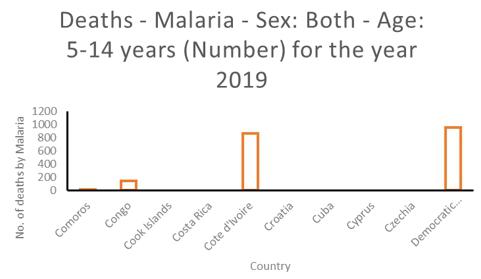 Deaths - Malaria - Sex: Both - Age:
5-14 years (Number) for the year
2019
No. of deaths by Malaria
1200
1000
800
600
400
200
0
Comoros
Congo
Cook Islands
Costa Rica
Cote d'Ivoire
Croatia
Cuba
Cyprus
Czechia
Democratic...
Country